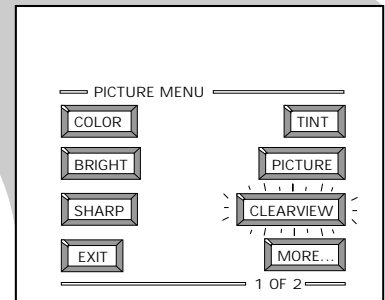 PICTURE MENU
COLOR TINT
BRIGHT PICTURE
SHARP CLEARVIEW
EXIT MORE...
1 OF 2